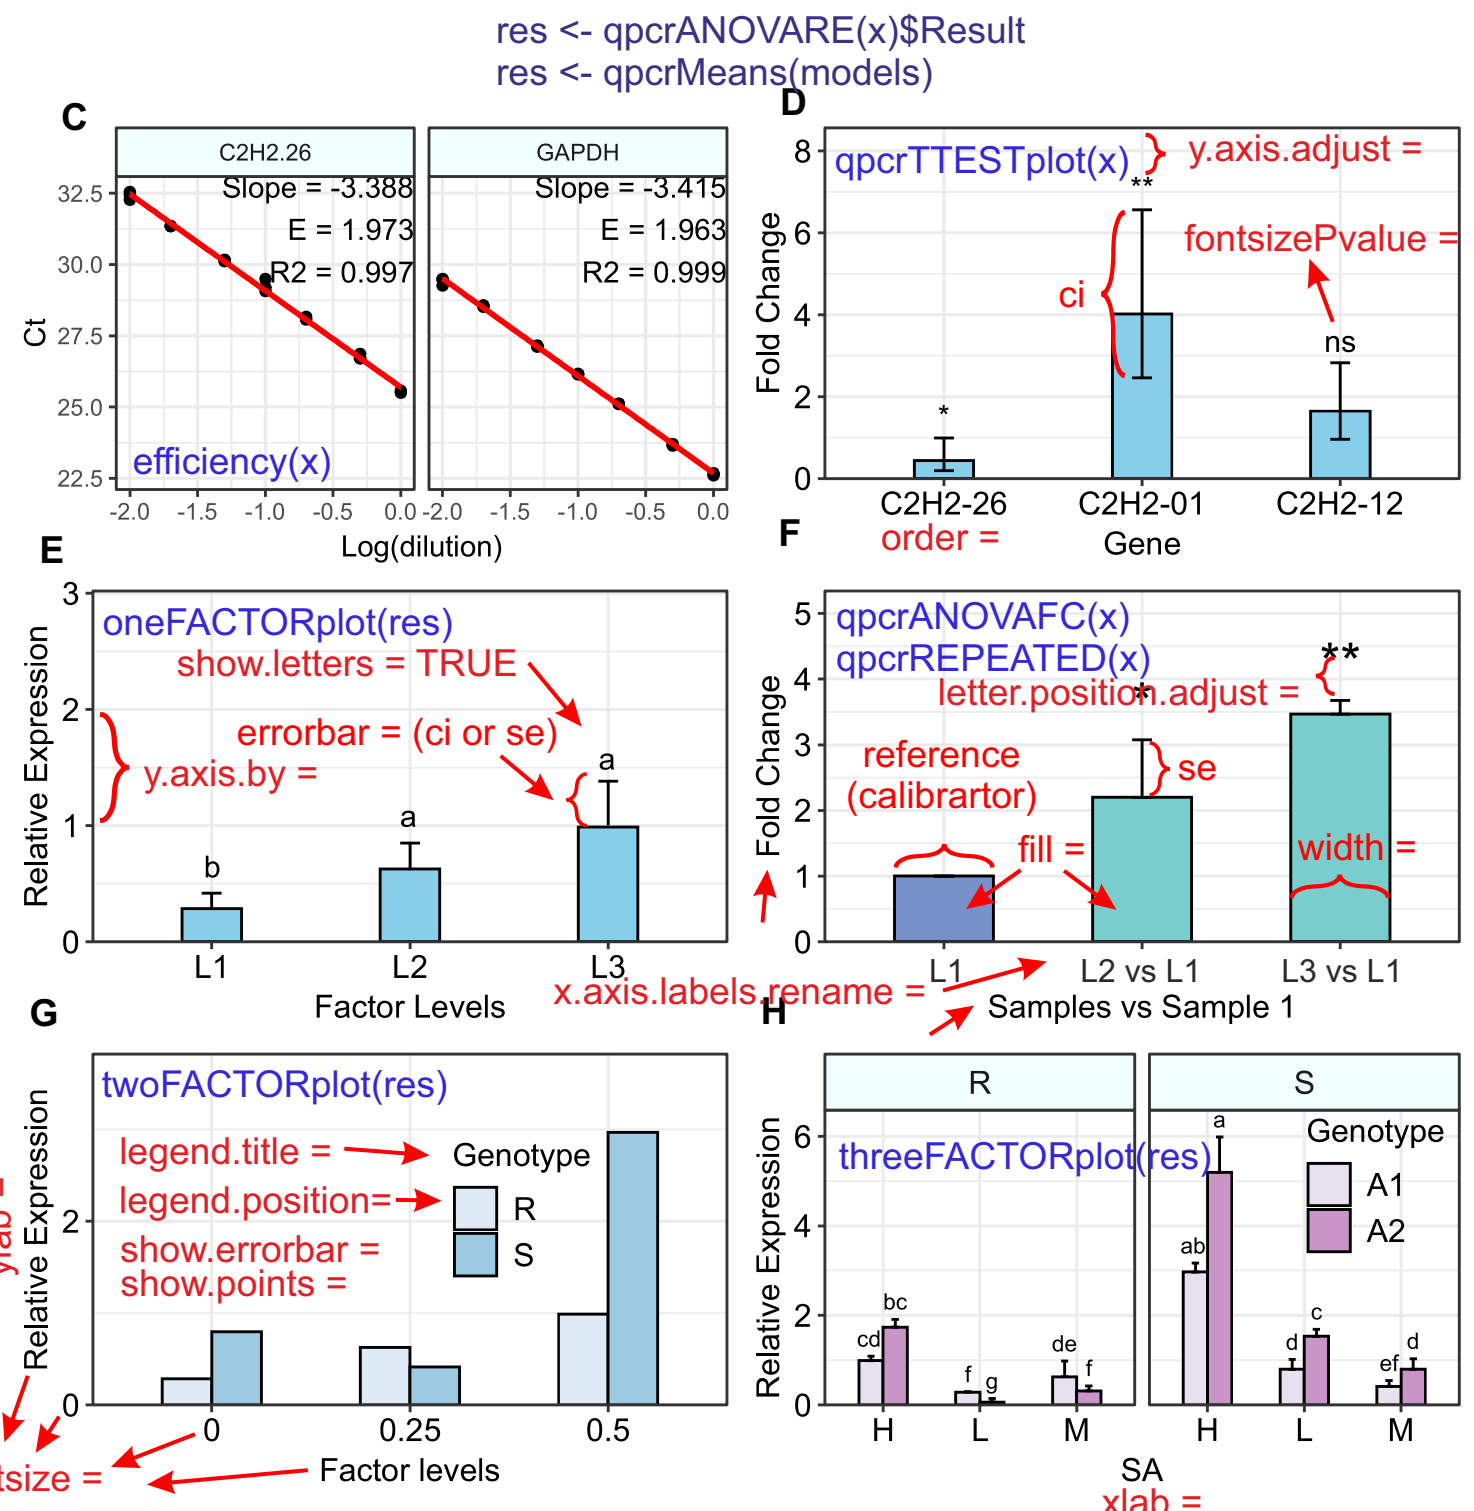 res <- qpcrANOVARE(x)$Result
res <- qpcrMeans(models)
C
C2H2.26
GAPDH
Slope = -3.388
E = 1.973
R2 = 0.997
Slope = -3.415
E = 1.963
R2 = 0.999
32.5
30.0
27.5
25.0
22.5
Ct
efficiency(x)
-2.0 -1.5 -1.0 -0.5 0.0 -2.0 -1.5 -1.0 -0.5 0.0
Log(dilution)
D
qpcrTTESTplot(x)
y.axis.adjust =
fontsizePvalue =
ci
*
**
ns
8
6
4
2
0
Fold Change
C2H2-26 C2H2-01 C2H2-12
order =
Gene
E
oneFACTORplot(res)
show.letters = TRUE
errorbar = (ci or se)
y.axis.by =
b
a
a
3
2
1
0
Relative Expression
L1 L2 L3
Factor Levels
F
qpcrANOVAFC(x)
qpcrREPEATED(x)
letter.position.adjust =
*
**
reference
(calibrartor)
se
fill =
width =
5
4
3
2
1
0
Fold Change
L1 L2 vs L1 L3 vs L1
x.axis.labels.rename =
Samples vs Sample 1
G
twoFACTORplot(res)
legend.title =
legend.position=
show.errorbar =
show.points =
Genotype
R
S
2
0
ylab =
Relative Expression
0 0.25 0.5
Factor levels
tsize =
H
R
S
threeFACTORplot(res)
Genotype
A1
A2
cd bc f g de f
ab a d c ef d
6
4
2
0
Relative Expression
H L M H L M
SA
xlab =